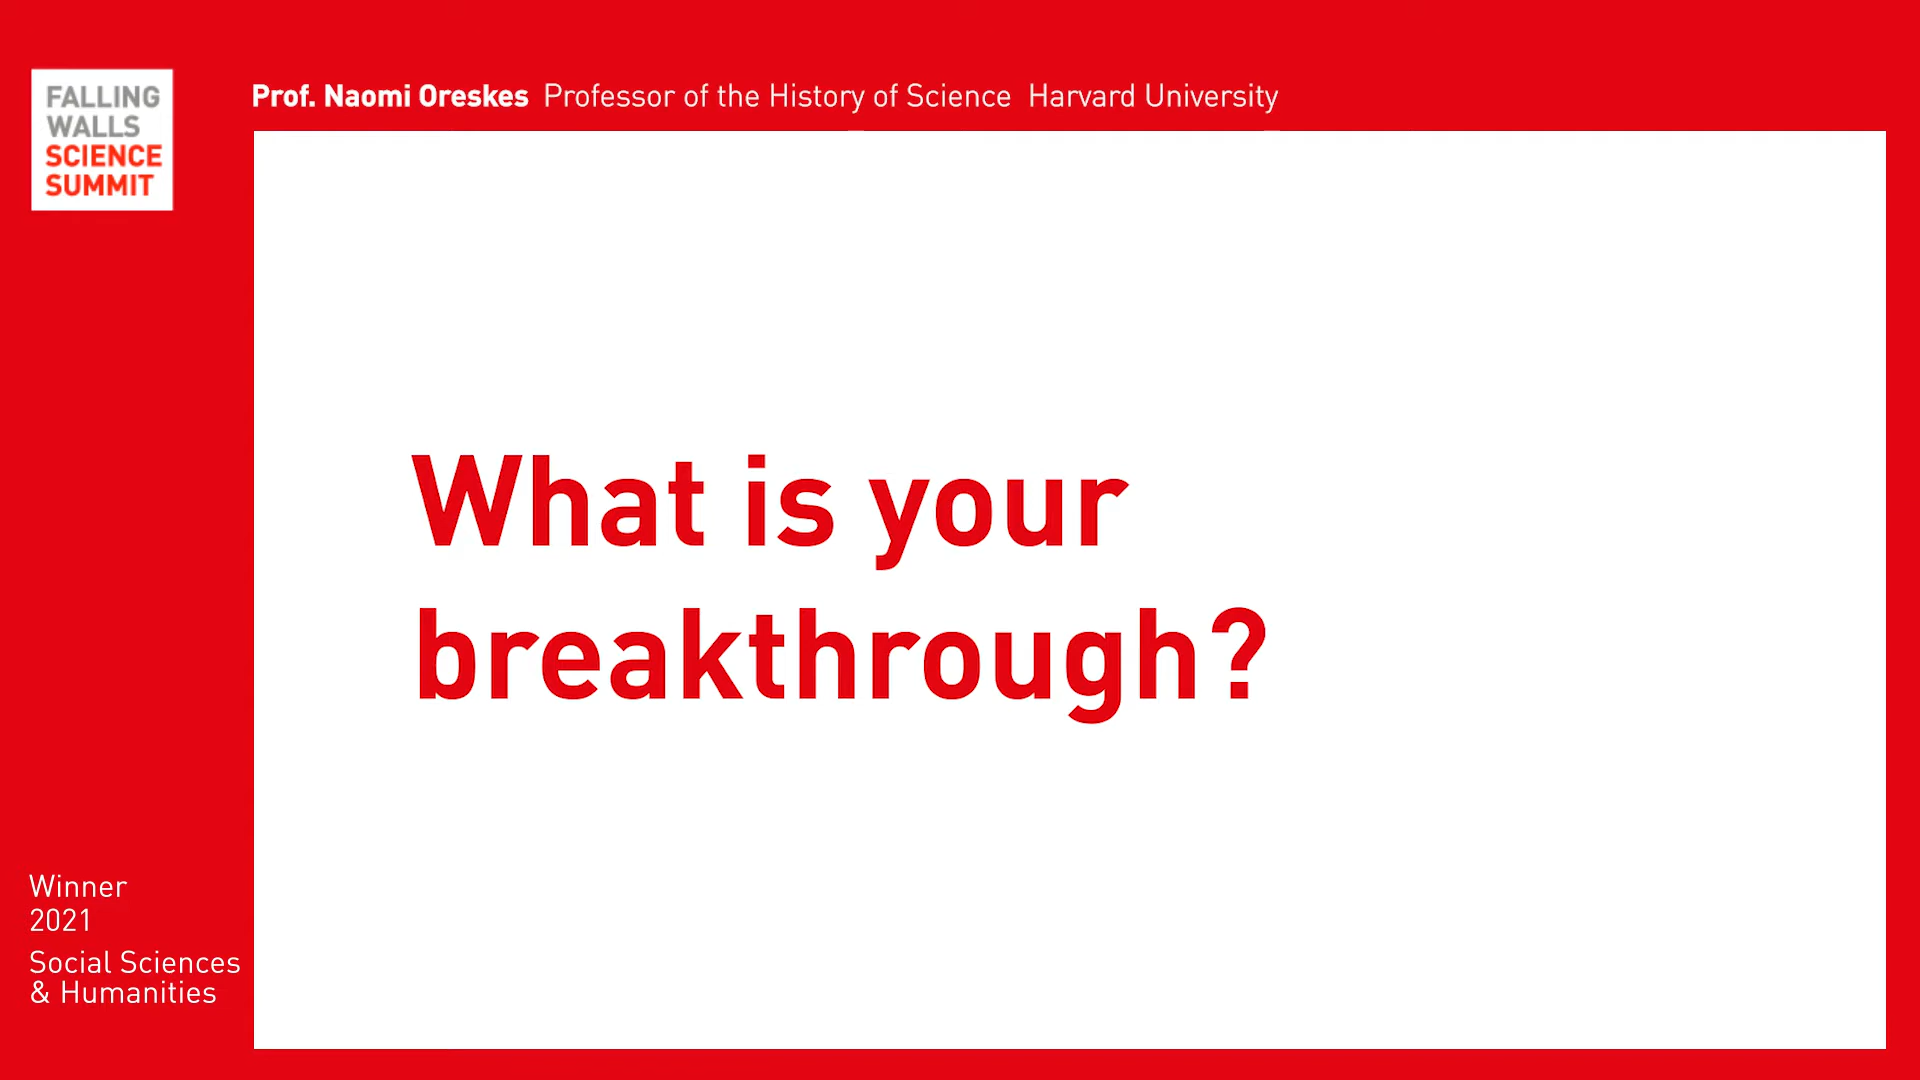 FALLING
WALLS
SCIENCE
SUMMIT
Prof. Naomi Oreskes Professor of the History of Science Harvard University
What is your
breakthrough?
Winner
2021
Social Sciences
& Humanities